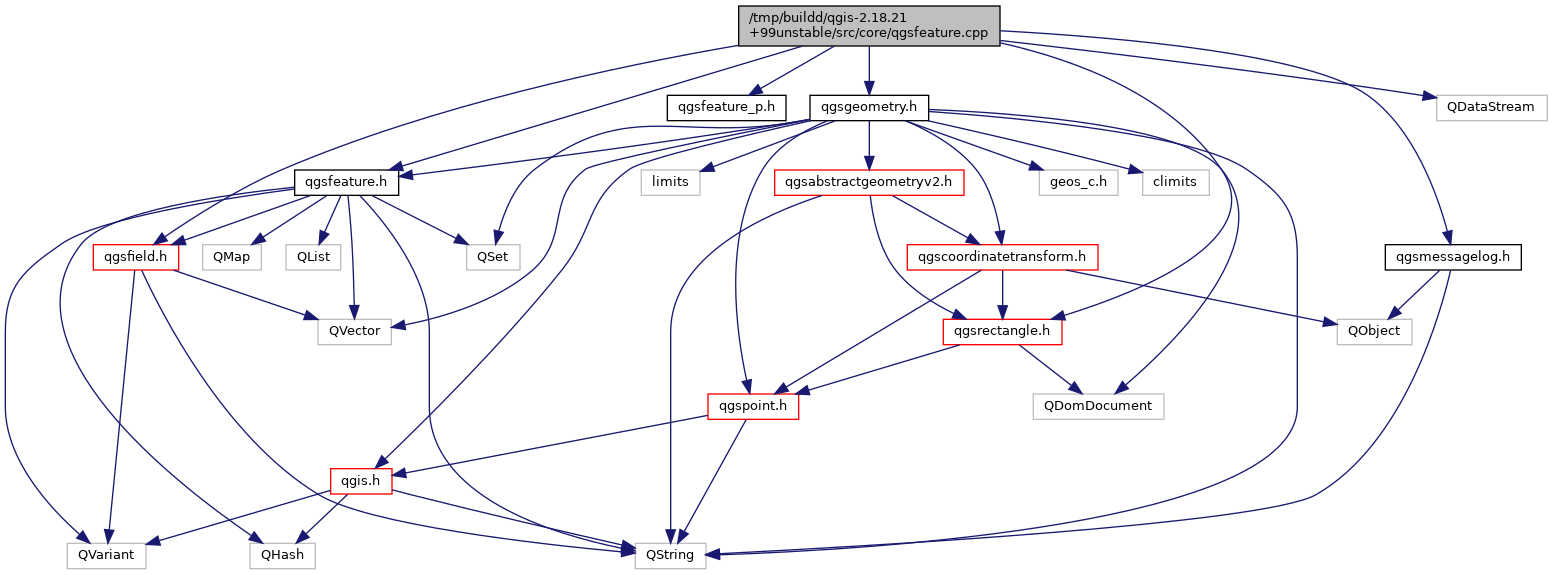 /tmp/buildd/qgis-2.18.21
+99unstable/src/core/qgsfeature.cpp
qgsfeature_p.h
qgsgeometry.h
QDataStream
qgsfeature.h
limits
qgsabstractgeometryv2.h
geos_c.h
climits
qgsfield.h
QMap
QList
QSet
qgscoordinatetransform.h
qgsmessagelog.h
QVector
qgsrectangle.h
QObject
qgspoint.h
QDomDocument
qgis.h
QVariant
QHash
QString